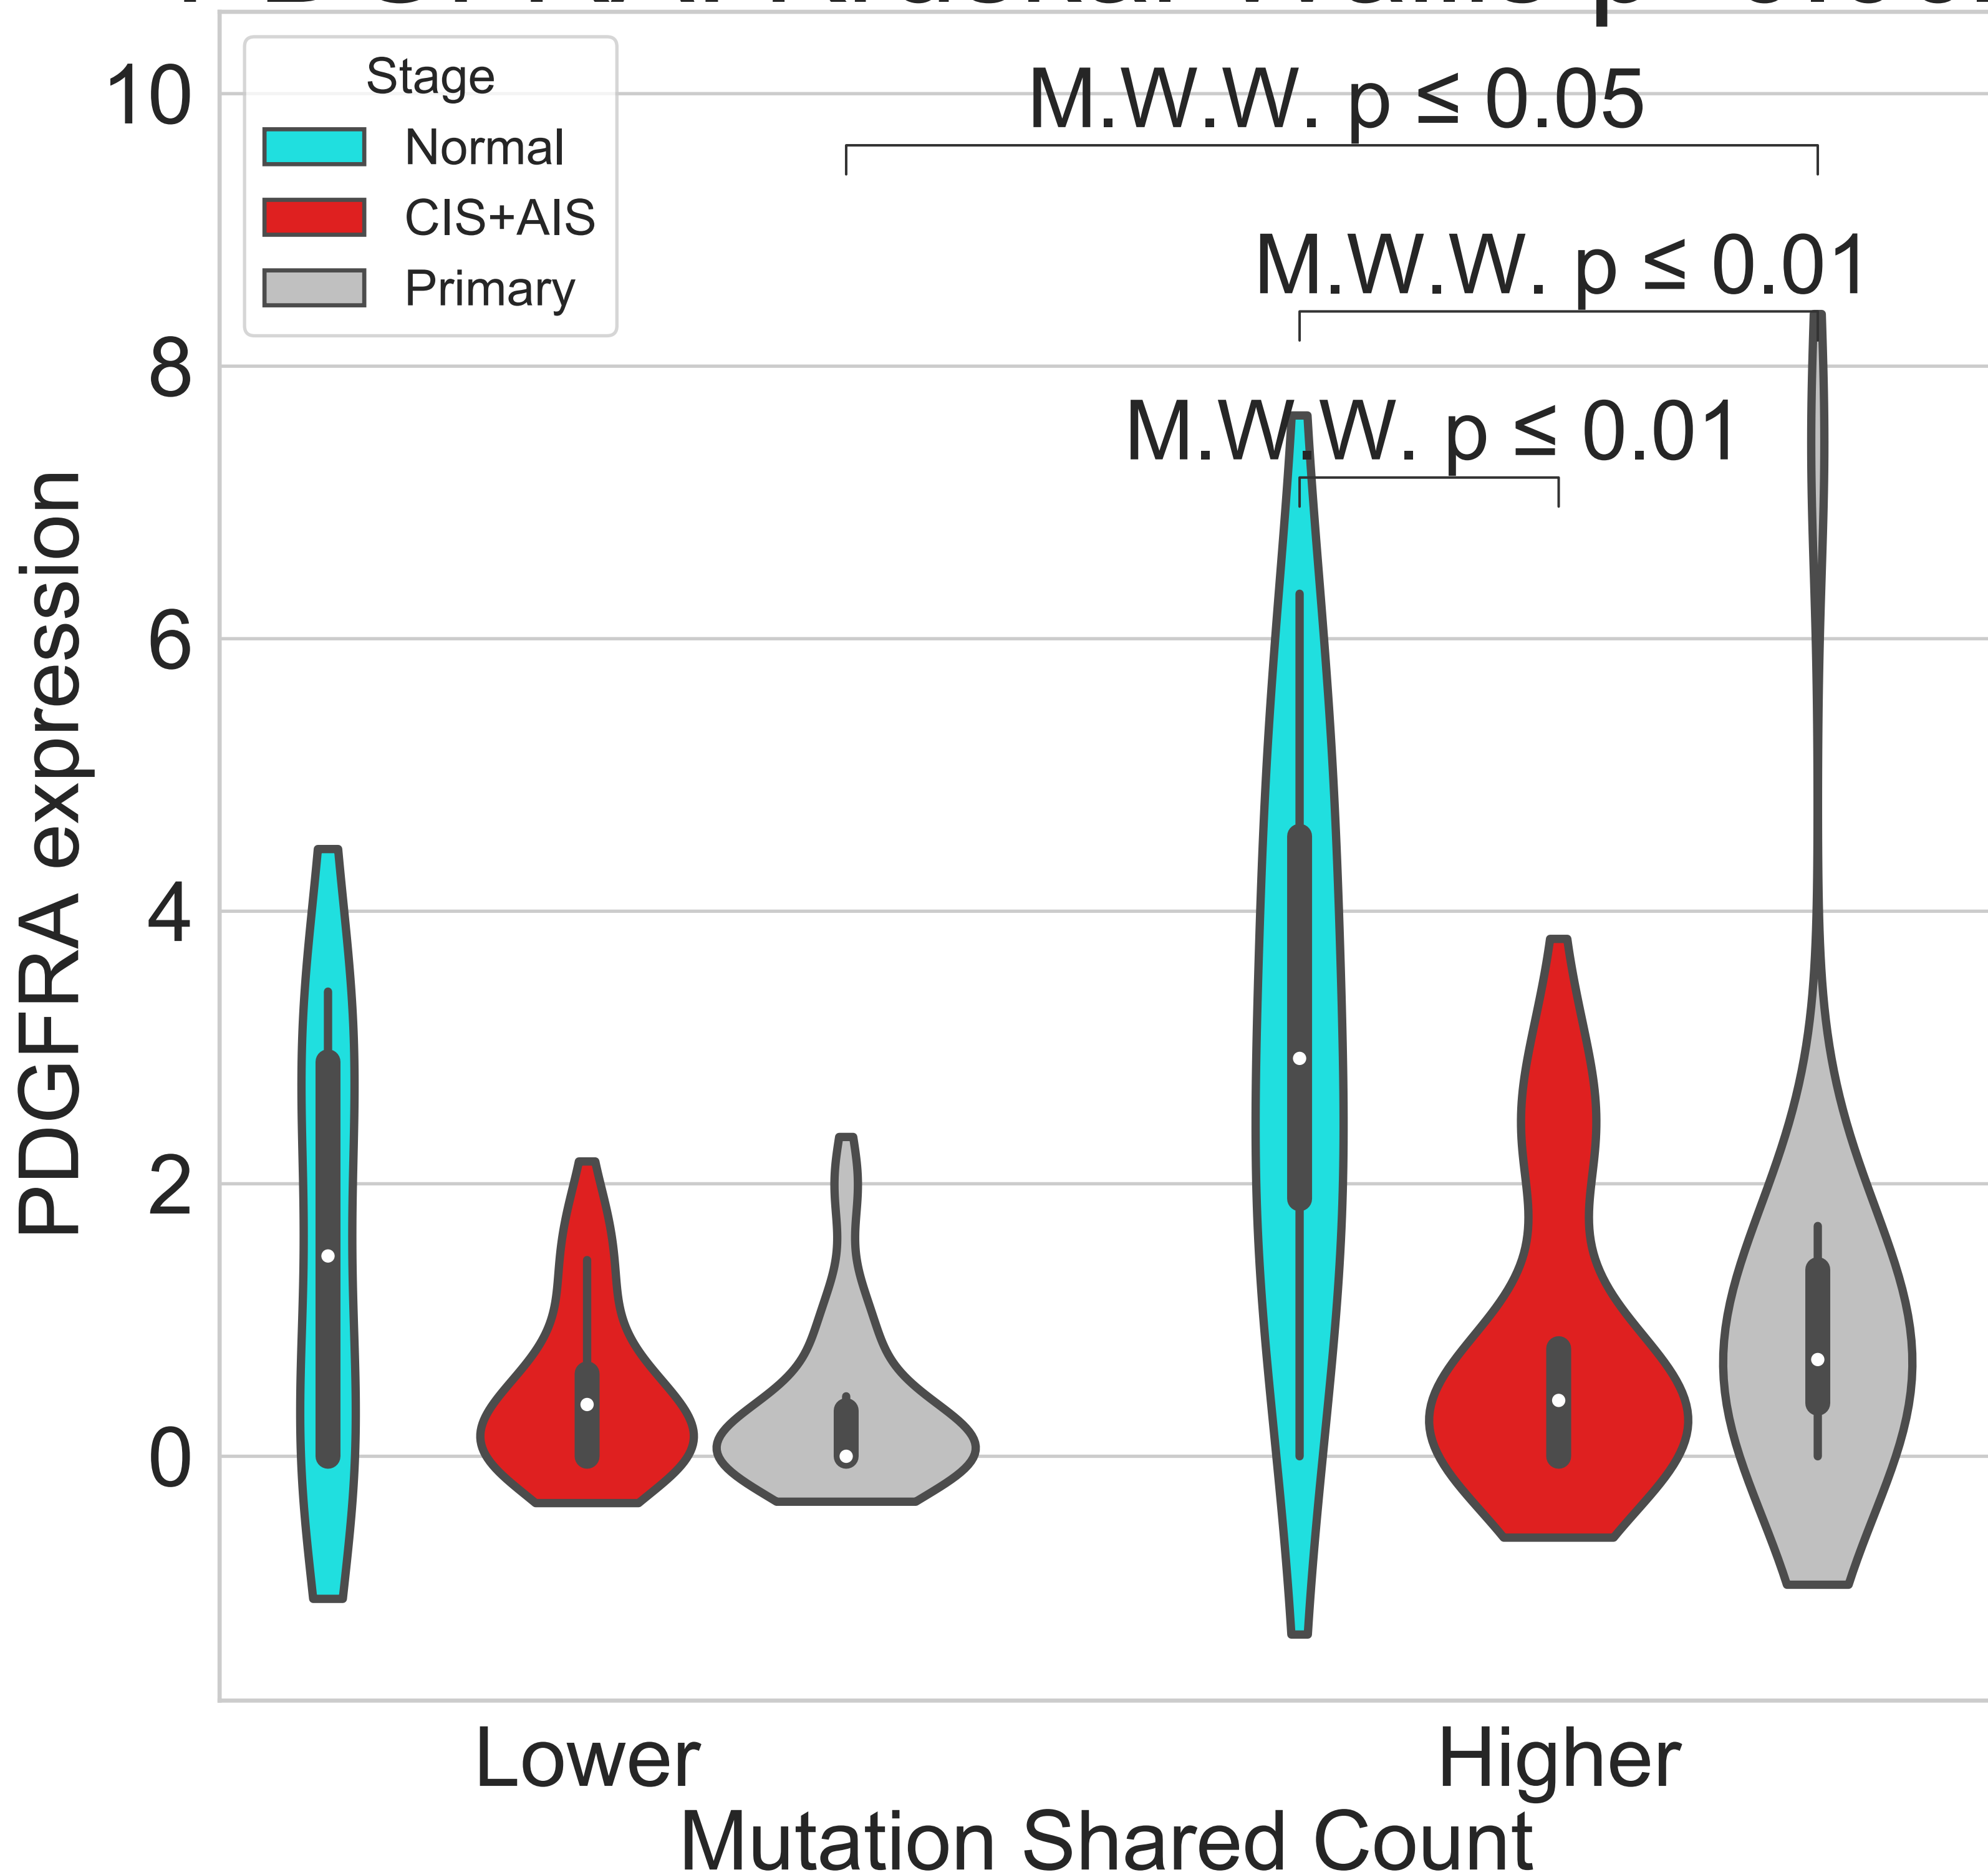 10
8
6
4
2
0
PDGFRA expression
Stage
Normal
CIS+AIS
Primary
M.W.W. p ≤ 0.05
M.W.W. p ≤ 0.01
M.W.W. p ≤ 0.01
Lower
Higher
Mutation Shared Count